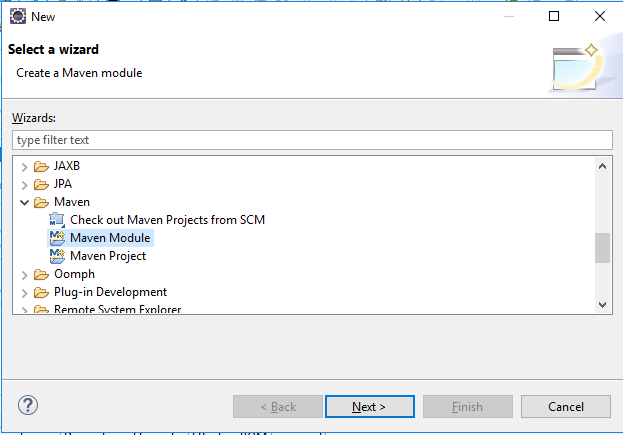 New
Select a wizard
Create a Maven module
Wizards:
type filter text
JAXB
JPA
Maven
Check out Maven Projects from SCM
Maven Module
Maven Project
Oomph
Plug-in Development
Remote System Explorer
< Back
Next >
Finish
Cancel